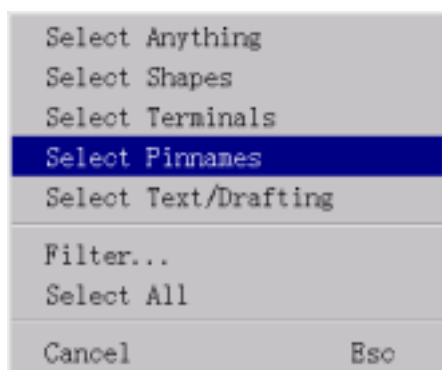 Select Anything
Select Shapes
Select Terminals
Select Pinnames
Select Text/Drafting
Filter...
Select All
Cancel Esc